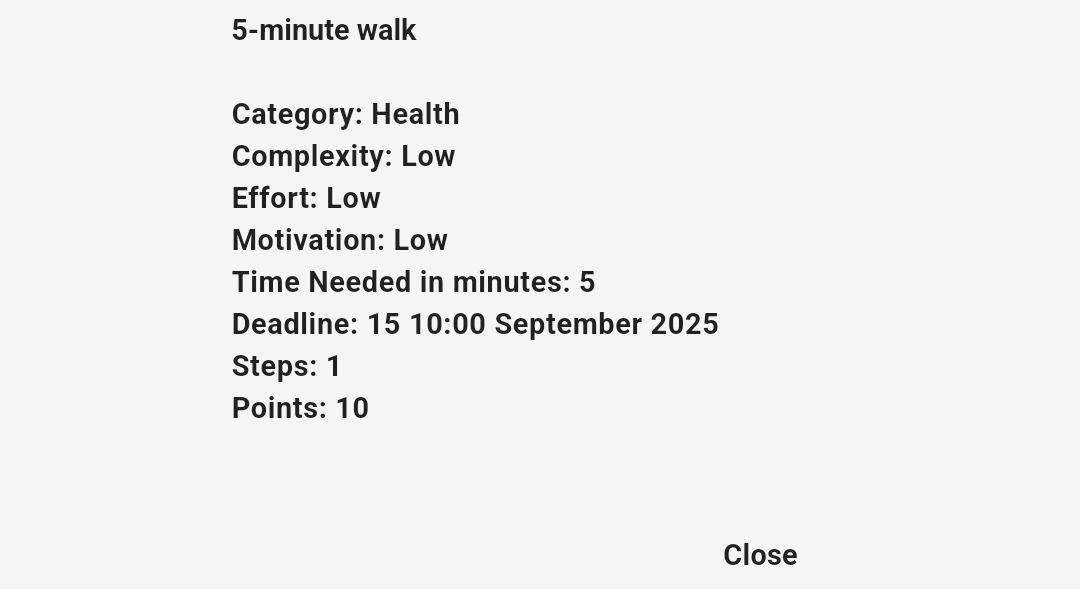 5-minute walk
Category: Health
Complexity: Low
Effort: Low
Motivation: Low
Time Needed in minutes: 5
Deadline: 15 10:00 September 2025
Steps: 1
Points: 10
Close